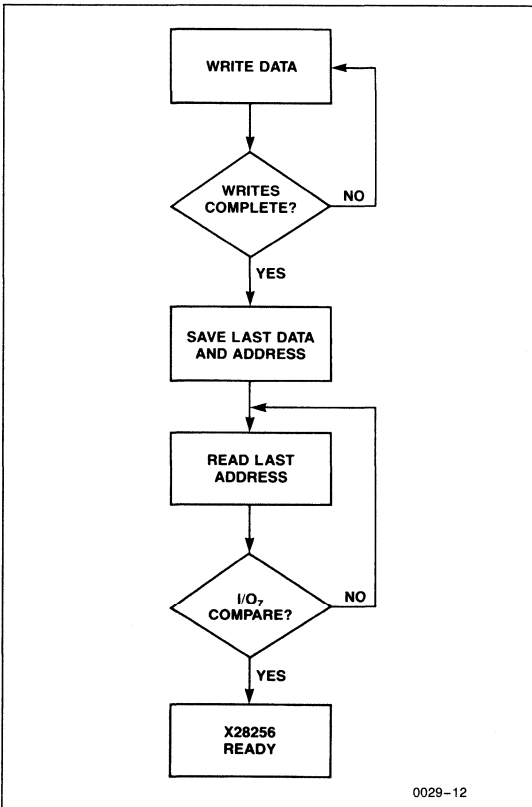 WRITE DATA
WRITES
COMPLETE?
NO
YES
SAVE LAST DATA
AND ADDRESS
READ LAST
ADDRESS
I/O₇
COMPARE?
NO
YES
X28256
READY
0029–12